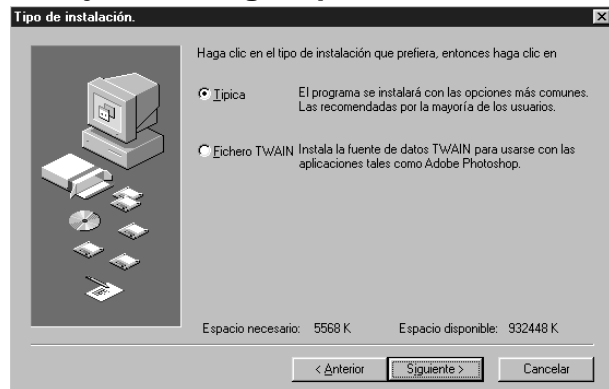 Tipo de instalación.
Haga clic en el tipo de instalación que prefiera, entonces haga clic en
Tipica
El programa se instalará con las opciones más comunes.
Las recomendadas por la mayoría de los usuarios.
Fichero TWAIN
Instala la fuente de datos TWAIN para usarse con las
aplicaciones tales como Adobe Photoshop.
Espacio necesario: 5568 K
Espacio disponible: 932448 K
< Anterior
Siguiente >
Cancelar